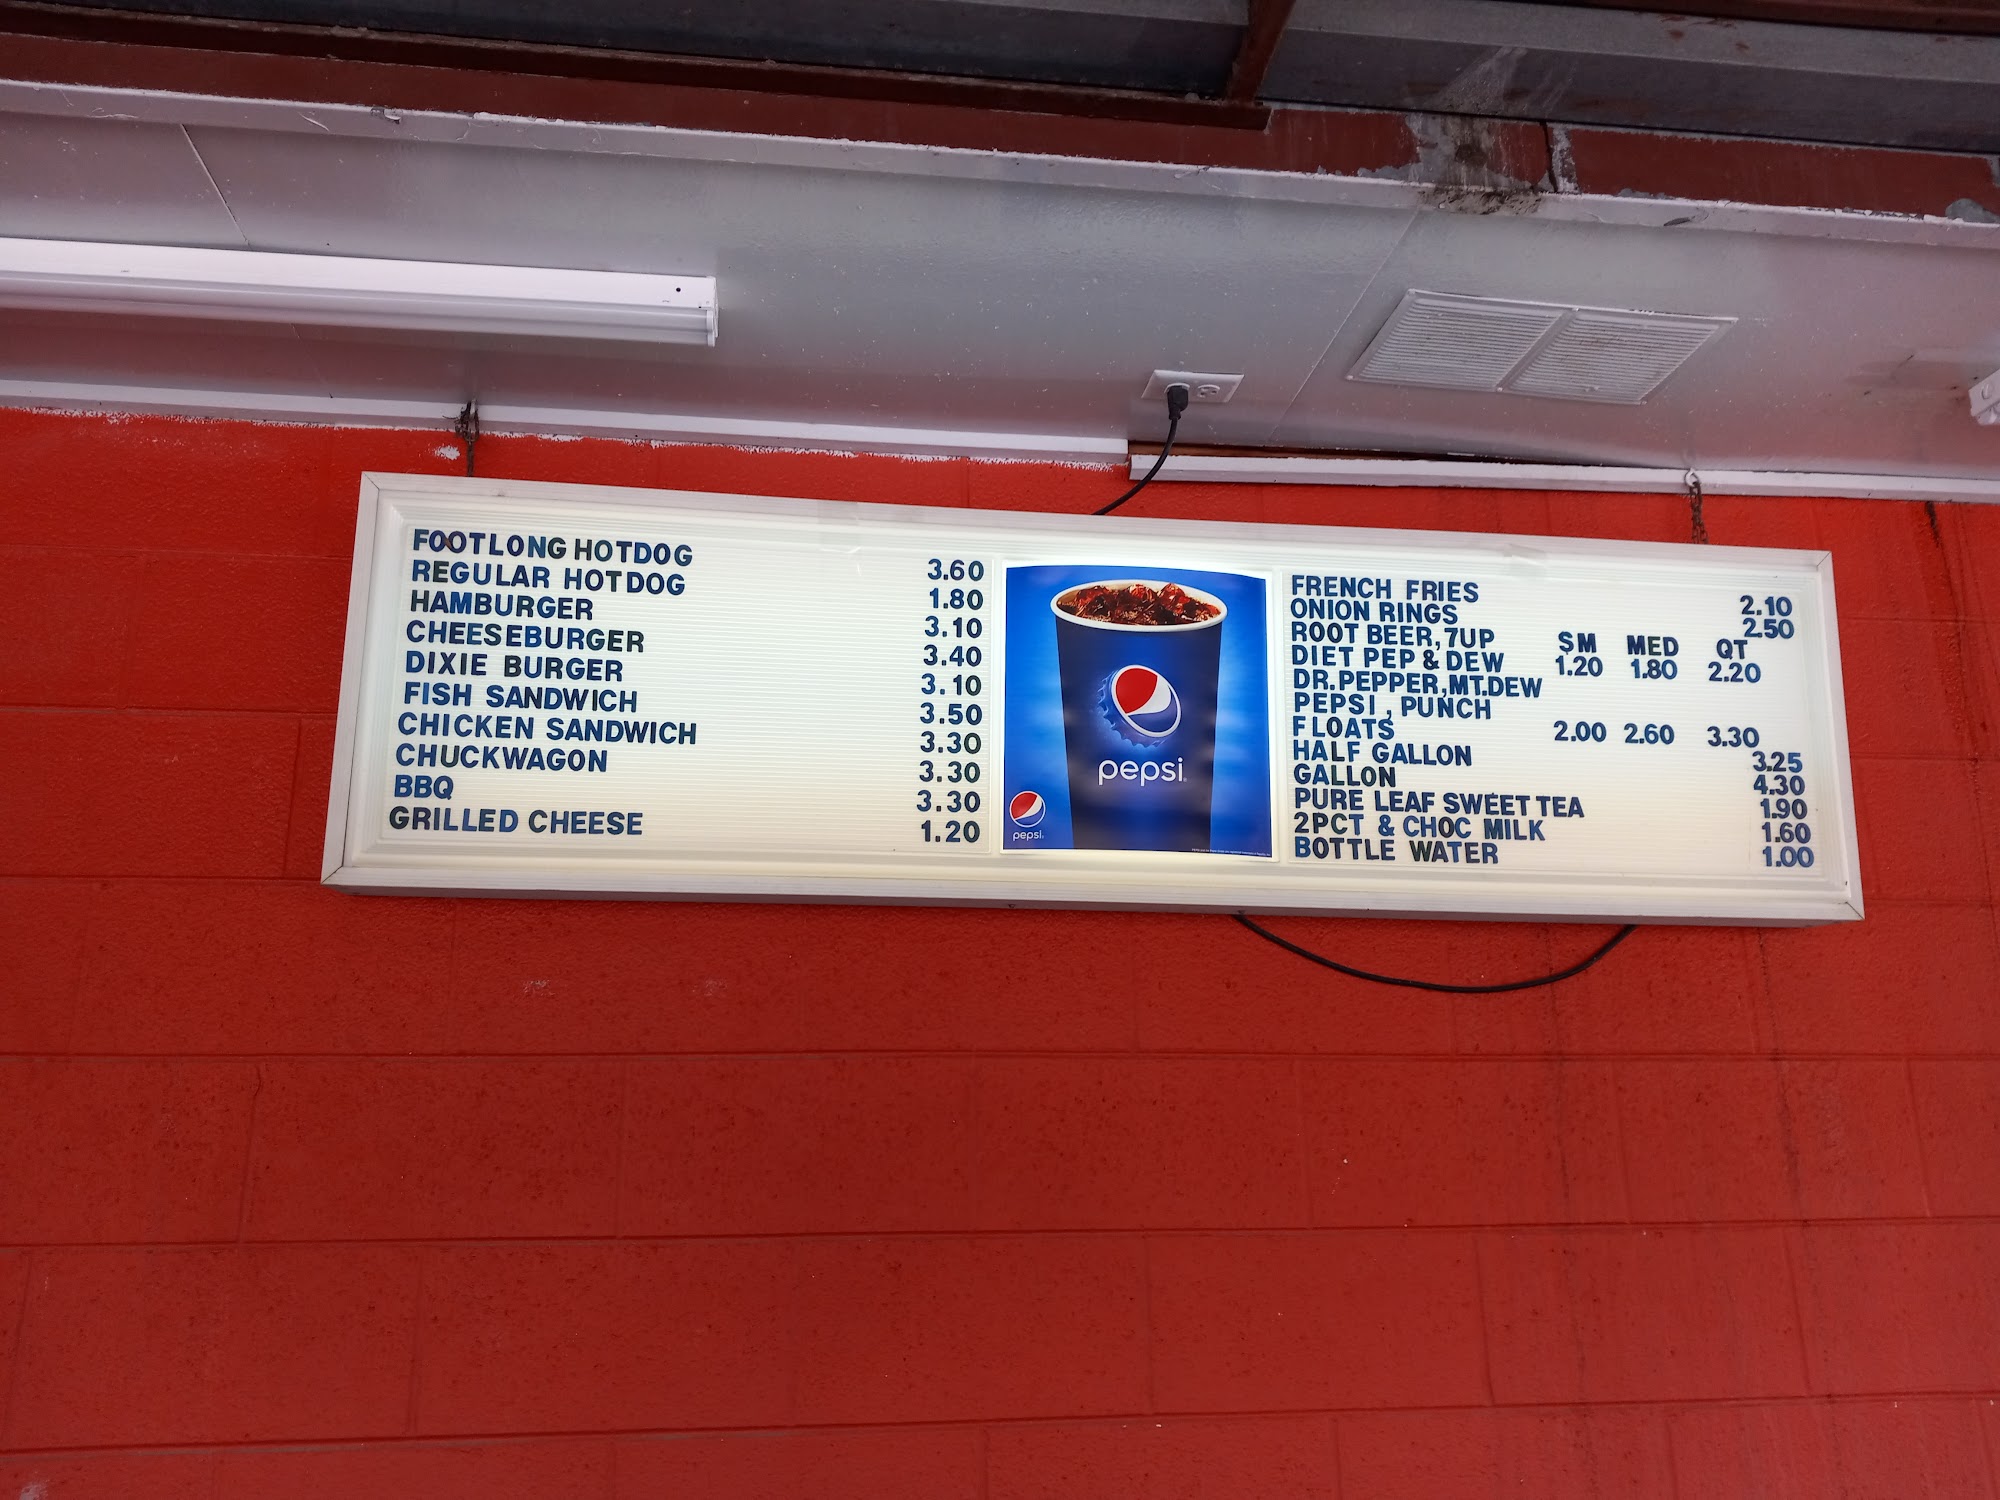 FOOTLONG HOTDOG 3.60
REGULAR HOTDOG 1.80
HAMBURGER 3.10
CHEESEBURGER 3.40
DIXIE BURGER 3.10
FISH SANDWICH 3.50
CHICKEN SANDWICH 3.30
CHUCKWAGON 3.30
BBQ 3.30
GRILLED CHEESE 1.20
pepsi
pepsi
FRENCH FRIES 2.10
ONION RINGS 2.50
ROOT BEER, 7UP SM MED QT
DIET PEP & DEW 1.20 1.80 2.20
DR.PEPPER, MT.DEW
PEPSI, PUNCH
FLOATS 2.00 2.60 3.30
HALF GALLON 3.25
GALLON 4.30
PURE LEAF SWEET TEA 1.90
2PCT & CHOC MILK 1.60
BOTTLE WATER 1.00